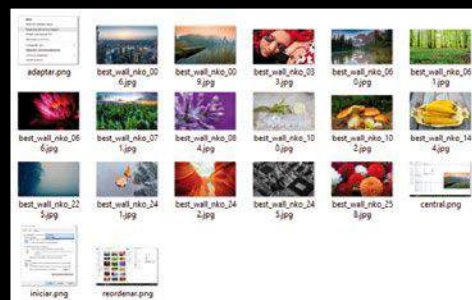 adaptar.png
best_wall_nko_00
6.jpg
best_wall_nko_00
9.jpg
best_wall_nko_03
3.jpg
best_wall_nko_06
0.jpg
best_wall_nko_06
1.jpg
best_wall_nko_06
6.jpg
best_wall_nko_07
1.jpg
best_wall_nko_08
4.jpg
best_wall_nko_10
0.jpg
best_wall_nko_10
2.jpg
best_wall_nko_14
4.jpg
best_wall_nko_22
5.jpg
best_wall_nko_24
1.jpg
best_wall_nko_24
2.jpg
best_wall_nko_24
5.jpg
best_wall_nko_25
8.jpg
central.png
iniciar.png
reordenar.png